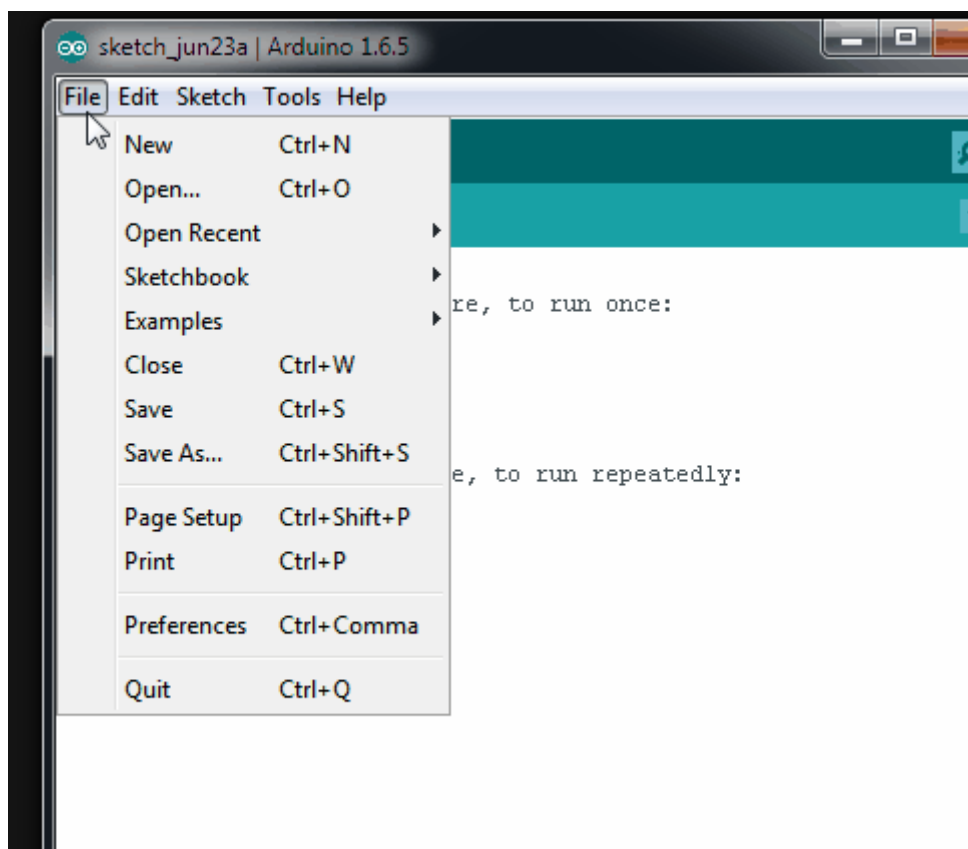 sketch_jun23a | Arduino 1.6.5
File Edit Sketch Tools Help
New Ctrl+N
Open... Ctrl+O
Open Recent
Sketchbook
re, to run once:
Examples
Close Ctrl+W
Save Ctrl+S
Save As... Ctrl+Shift+S
e, to run repeatedly:
Page Setup Ctrl+Shift+P
Print Ctrl+P
Preferences Ctrl+Comma
Quit Ctrl+Q